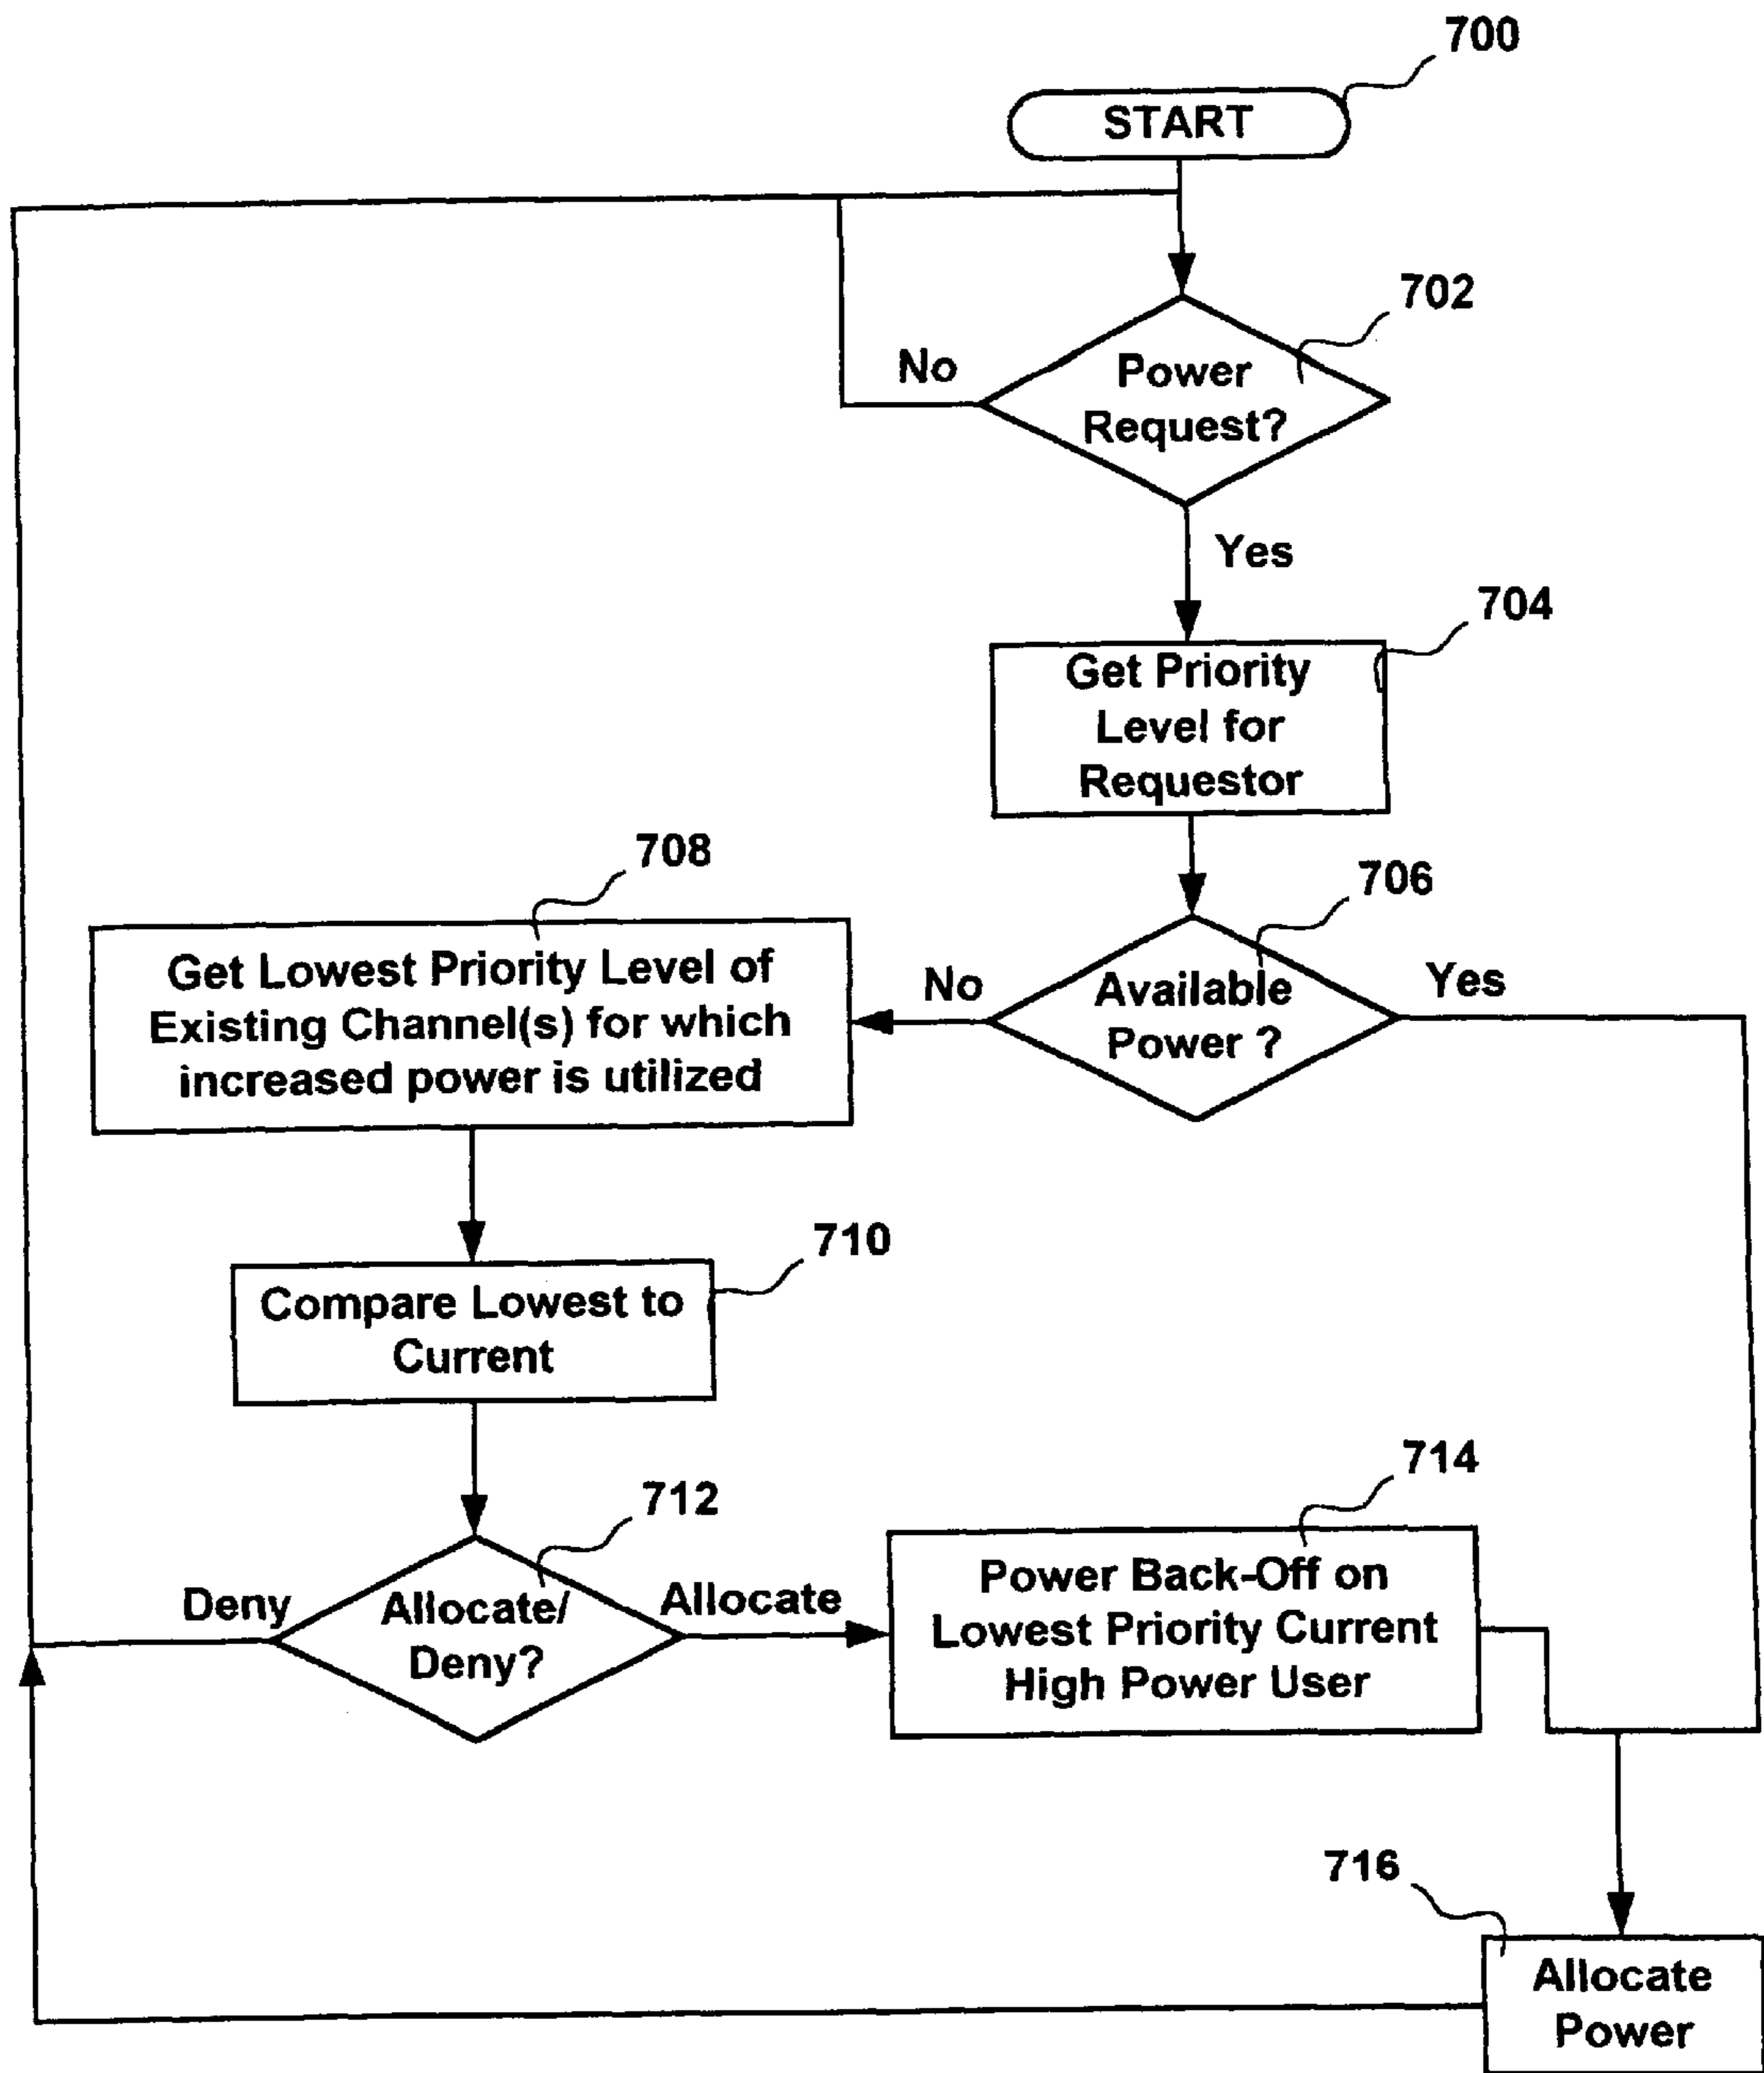 700
START
702
No
Power
Request?
Yes
704
Get Priority
Level for
Requestor
708
706
Get Lowest Priority Level of
Existing Channel(s) for which
increased power is utilized
No
Available
Power ?
Yes
710
Compare Lowest to
Current
712
714
Deny
Allocate/
Deny?
Allocate
Power Back-Off on
Lowest Priority Current
High Power User
716
Allocate
Power